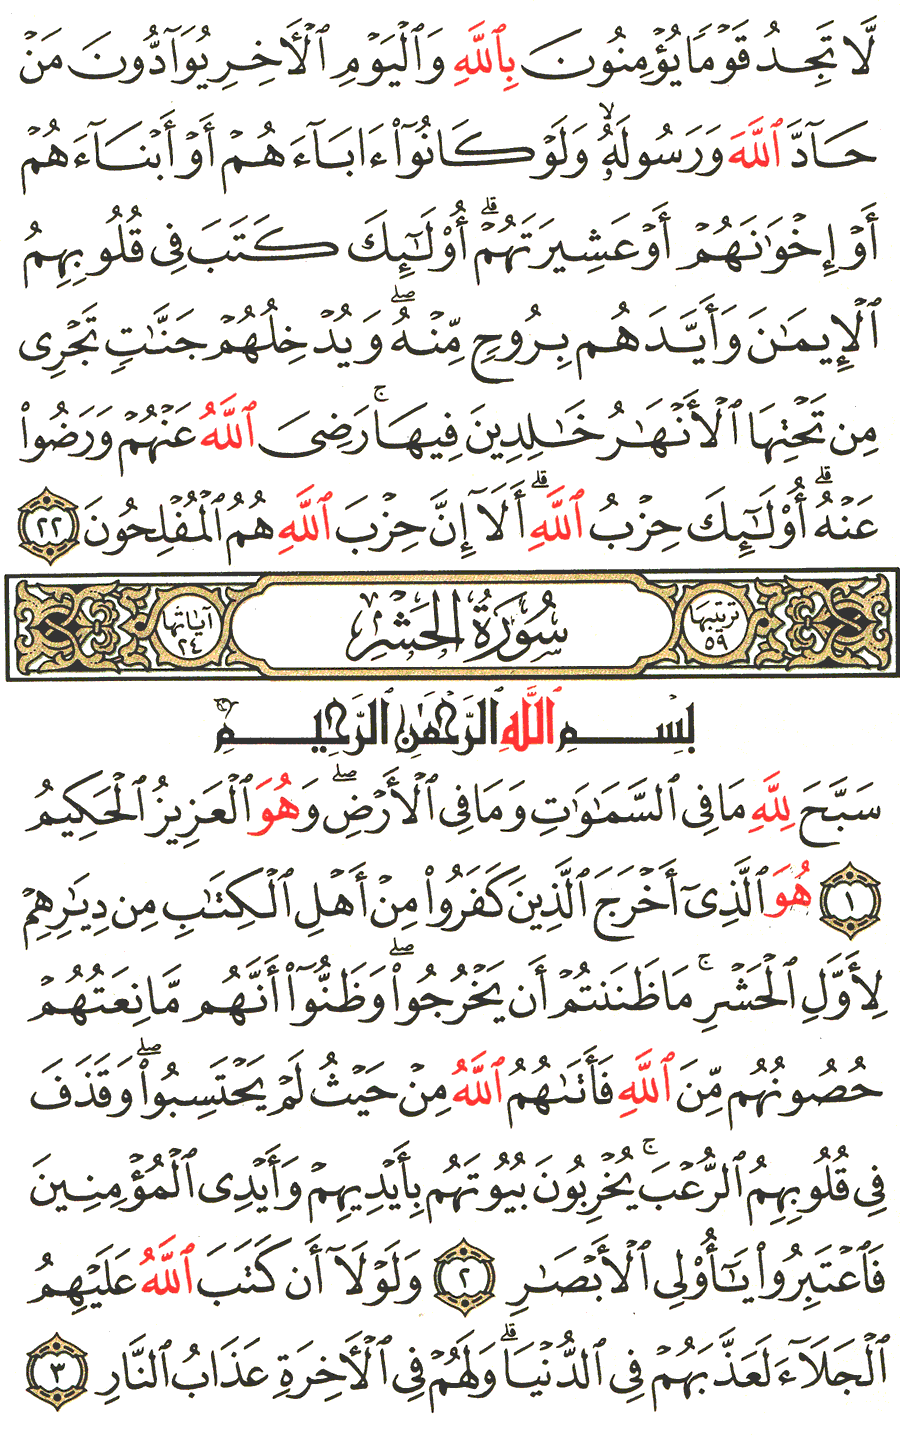 لَّا تَجِدُ قَوْمًا يُؤْمِنُونَ بِٱللَّهِ وَٱلْيَوْمِ ٱلْأَخِرِ يُوَآدُّونَ مَنْ
حَآدَّ ٱللَّهَ وَرَسُولَهُۥ ۙ وَلَوْ كَانُوٓا۟ ءَابَآءَهُمْ أَوْ أَبْنَآءَهُمْ
أَوْ إِخْوَٰنَهُمْ أَوْ عَشِيرَتَهُمْ ۗ أُو۟لَٰٓئِكَ كَتَبَ فِى قُلُوبِهِمُ
ٱلْإِيمَٰنَ وَأَيَّدَهُم بِرُوحٍ مِّنْهُ ۖ وَيُدْخِلُهُمْ جَنَّٰتٍ تَجْرِى
مِن تَحْتِهَا ٱلْأَنْهَٰرُ خَٰلِدِينَ فِيهَا ۚ رَضِىَ ٱللَّهُ عَنْهُمْ وَرَضُوا۟
عَنْهُ ۗ أُو۟لَٰٓئِكَ حِزْبُ ٱللَّهِ ۗ أَلَآ إِنَّ حِزْبَ ٱللَّهِ هُمُ ٱلْمُفْلِحُونَ ٢٢
ترتيبها ٥٩ سُورَةُ الحَشْرِ آياتها ٢٤
بِسْمِ ٱللَّهِ ٱلرَّحْمَٰنِ ٱلرَّحِيمِ
سَبَّحَ لِلَّهِ مَا فِى ٱلسَّمَٰوَٰتِ وَمَا فِى ٱلْأَرْضِ ۖ وَهُوَ ٱلْعَزِيزُ ٱلْحَكِيمُ
١ هُوَ ٱلَّذِىٓ أَخْرَجَ ٱلَّذِينَ كَفَرُوا۟ مِنْ أَهْلِ ٱلْكِتَٰبِ مِن دِيَٰرِهِمْ
لِأَوَّلِ ٱلْحَشْرِ ۚ مَا ظَنَنتُمْ أَن يَخْرُجُوا۟ ۖ وَظَنُّوٓا۟ أَنَّهُم مَّانِعَتُهُمْ
حُصُونُهُم مِّنَ ٱللَّهِ فَأَتَىٰهُمُ ٱللَّهُ مِنْ حَيْثُ لَمْ يَحْتَسِبُوا۟ ۖ وَقَذَفَ
فِى قُلُوبِهِمُ ٱلرُّعْبَ ۚ يُخْرِبُونَ بُيُوتَهُم بِأَيْدِيهِمْ وَأَيْدِى ٱلْمُؤْمِنِينَ
فَٱعْتَبِرُوا۟ يَٰٓأُو۟لِى ٱلْأَبْصَٰرِ ٢ وَلَوْلَآ أَن كَتَبَ ٱللَّهُ عَلَيْهِمُ
ٱلْجَلَآءَ لَعَذَّبَهُمْ فِى ٱلدُّنْيَا ۗ وَلَهُمْ فِى ٱلْأَخِرَةِ عَذَابُ ٱلنَّارِ ٣